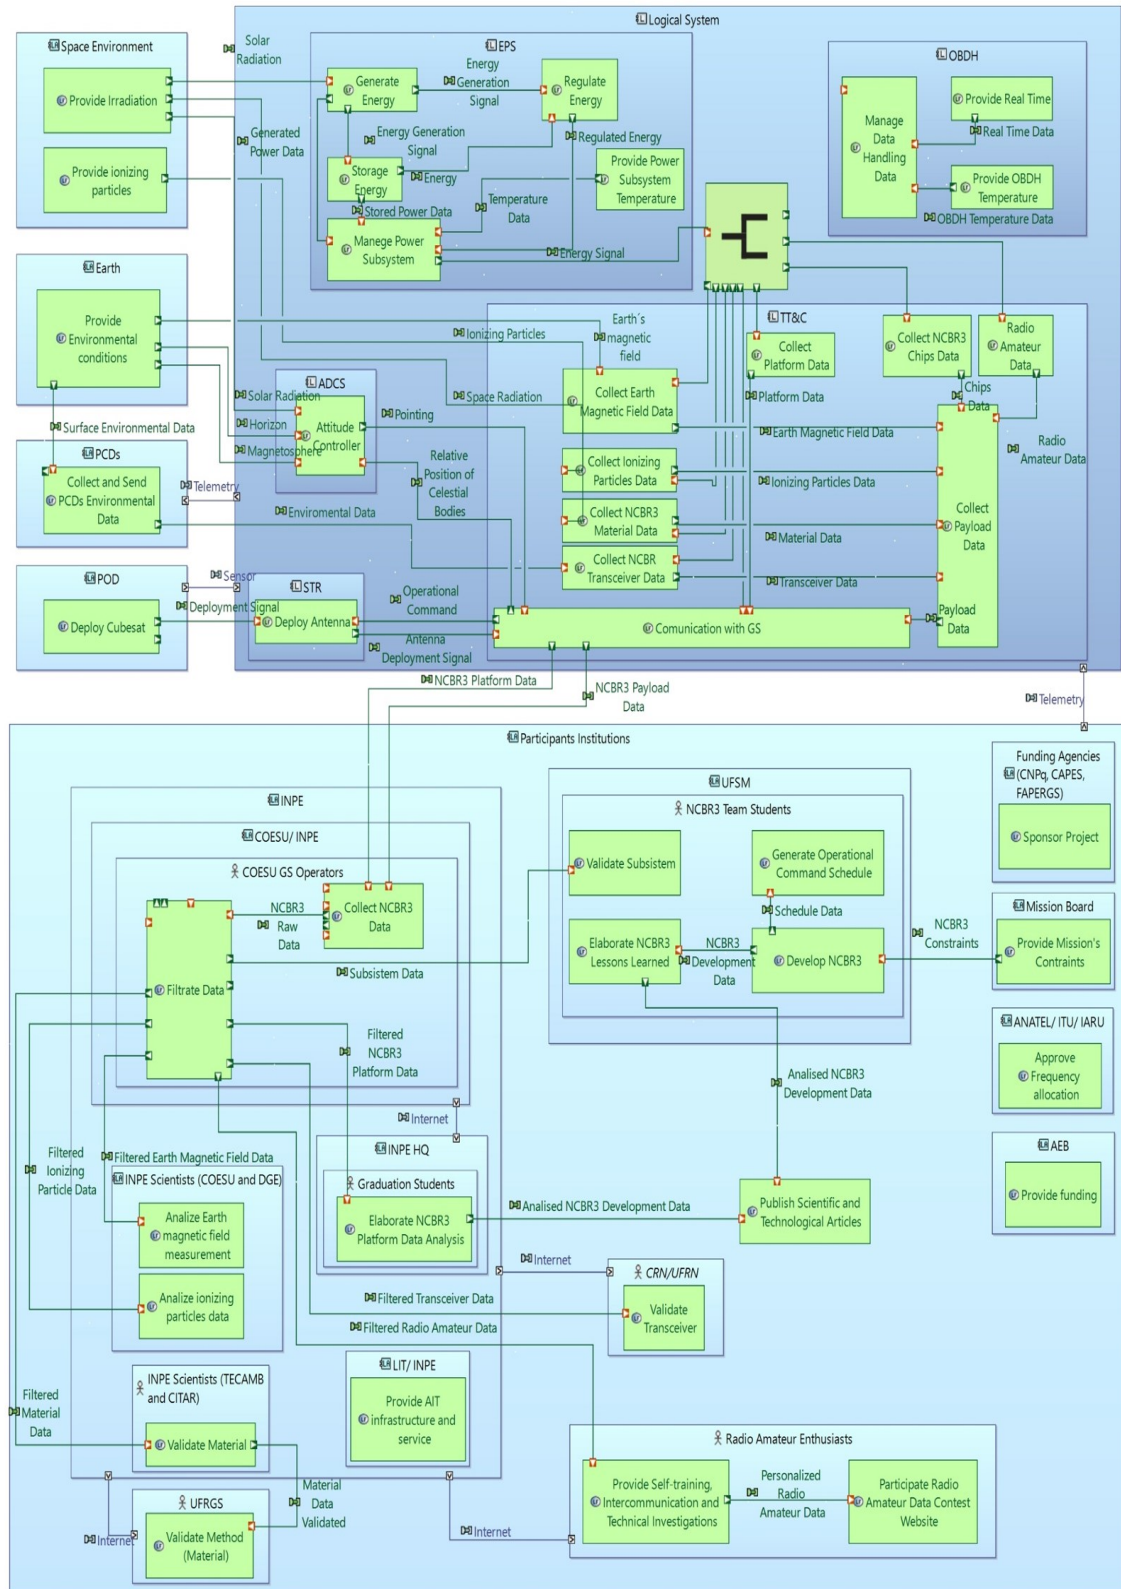 Logical System
Space Environment
Provide Irradiation
Provide ionizing
particles
Solar
Radiation
Generated
Power Data
EPS
Generate
Energy
Energy
Generation
Signal
Regulate
Energy
Energy Generation
Signal
Regulated Energy
Storage
Energy
Energy
Provide Power
Subsystem
Temperature
Temperature
Data
Stored Power Data
Manage Power
Subsystem
Energy Signal
OBDH
Manage
Data
Handling
Data
Provide Real Time
Real Time Data
Provide OBDH
Temperature
OBDH Temperature Data
Earth
Provide
Environmental
conditions
Surface Environmental Data
Ionizing Particles
Earth´s
magnetic
field
Space Radiation
TT&C
Collect
Platform Data
Collect NCBR3
Chips Data
Radio
Amateur
Data
Platform Data
Chips
Data
Radio
Amateur Data
Collect Earth
Magnetic Field Data
Earth Magnetic Field Data
Collect Ionizing
Particles Data
Ionizing Particles Data
Collect NCBR3
Material Data
Material Data
Collect NCBR
Transceiver Data
Transceiver Data
Collect
Payload
Data
Payload
Data
Comunication with GS
ADCS
Attitude
Controller
Solar Radiation
Horizon
Magnetosphere
Pointing
Relative
Position of
Celestial
Bodies
PCDs
Collect and Send
PCDs Environmental
Data
Telemetry
Enviromental Data
POD
Deploy Cubesat
Sensor
Deployment Signal
STR
Deploy Antenna
Operational
Command
Antenna
Deployment Signal
NCBR3 Platform Data
NCBR3 Payload
Data
Telemetry
Participants Institutions
INPE
COESU/ INPE
COESU GS Operators
Filtrate Data
NCBR3
Raw
Data
Collect NCBR3
Data
Subsistem Data
Filtered
NCBR3
Platform Data
Internet
UFSM
NCBR3 Team Students
Validate Subsistem
Generate Operational
Command Schedule
Schedule Data
Elaborate NCBR3
Lessons Learned
NCBR3
Development
Data
Develop NCBR3
NCBR3
Constraints
Funding Agencies
(CNPq, CAPES,
FAPERGS)
Sponsor Project
Mission Board
Provide Mission's
Contraints
ANATEL/ ITU/ IARU
Approve
Frequency
allocation
AEB
Provide funding
Analised NCBR3
Development Data
Filtered
Ionizing
Particle Data
Filtered Earth Magnetic Field Data
INPE Scientists (COESU and DGE)
Analize Earth
magnetic field
measurement
Analize ionizing
particles data
INPE HQ
Graduation Students
Elaborate NCBR3
Platform Data Analysis
Analised NCBR3 Development Data
Publish Scientific and
Technological Articles
Internet
CRN/UFRN
Validate
Transceiver
Filtered Transceiver Data
Filtered Radio Amateur Data
Filtered
Material
Data
INPE Scientists (TECAMB
and CITAR)
Validate Material
LIT/ INPE
Provide AIT
infrastructure and
service
Material
Data
Validated
UFRGS
Validate Method
(Material)
Internet
Internet
Radio Amateur Enthusiasts
Provide Self-training,
Intercommunication and
Technical Investigations
Personalized
Radio
Amateur Data
Participate Radio
Amateur Data Contest
Website